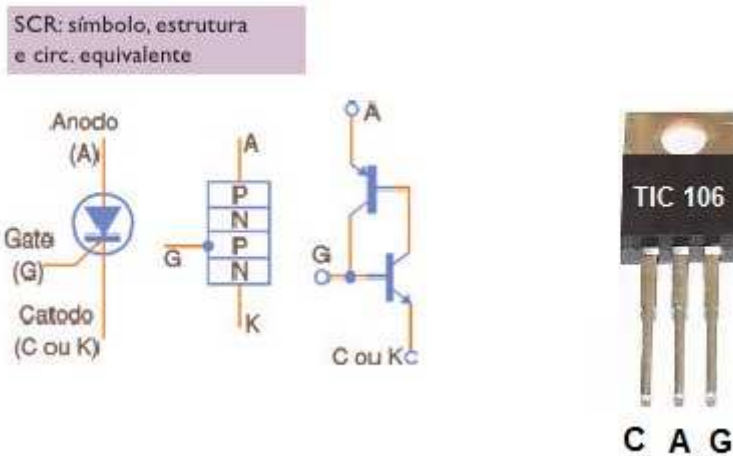 SCR: símbolo, estrutura
e circ. equivalente
Anodo
(A)
Gate
(G)
Catodo
(C ou K)
A
P
N
P
N
G
K
A
G
C ou K
TIC 106
C A G